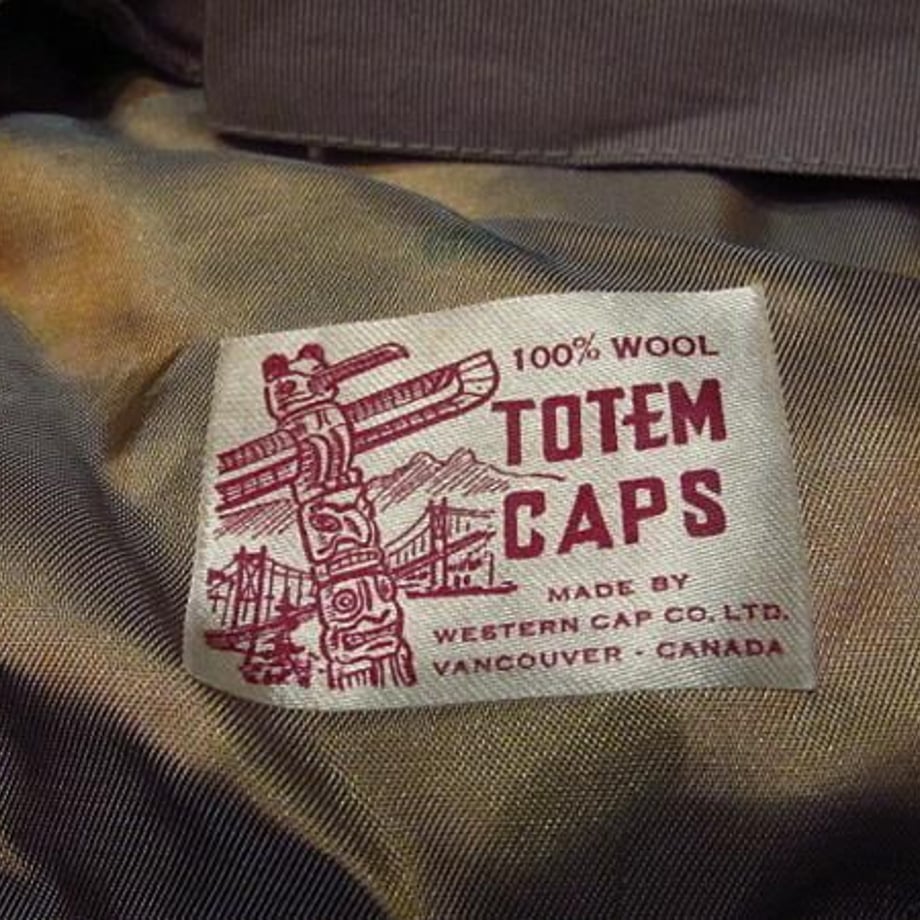 100% WOOL
TOTEM
CAPS
MADE BY
WESTERN CAP CO. LTD.
VANCOUVER - CANADA